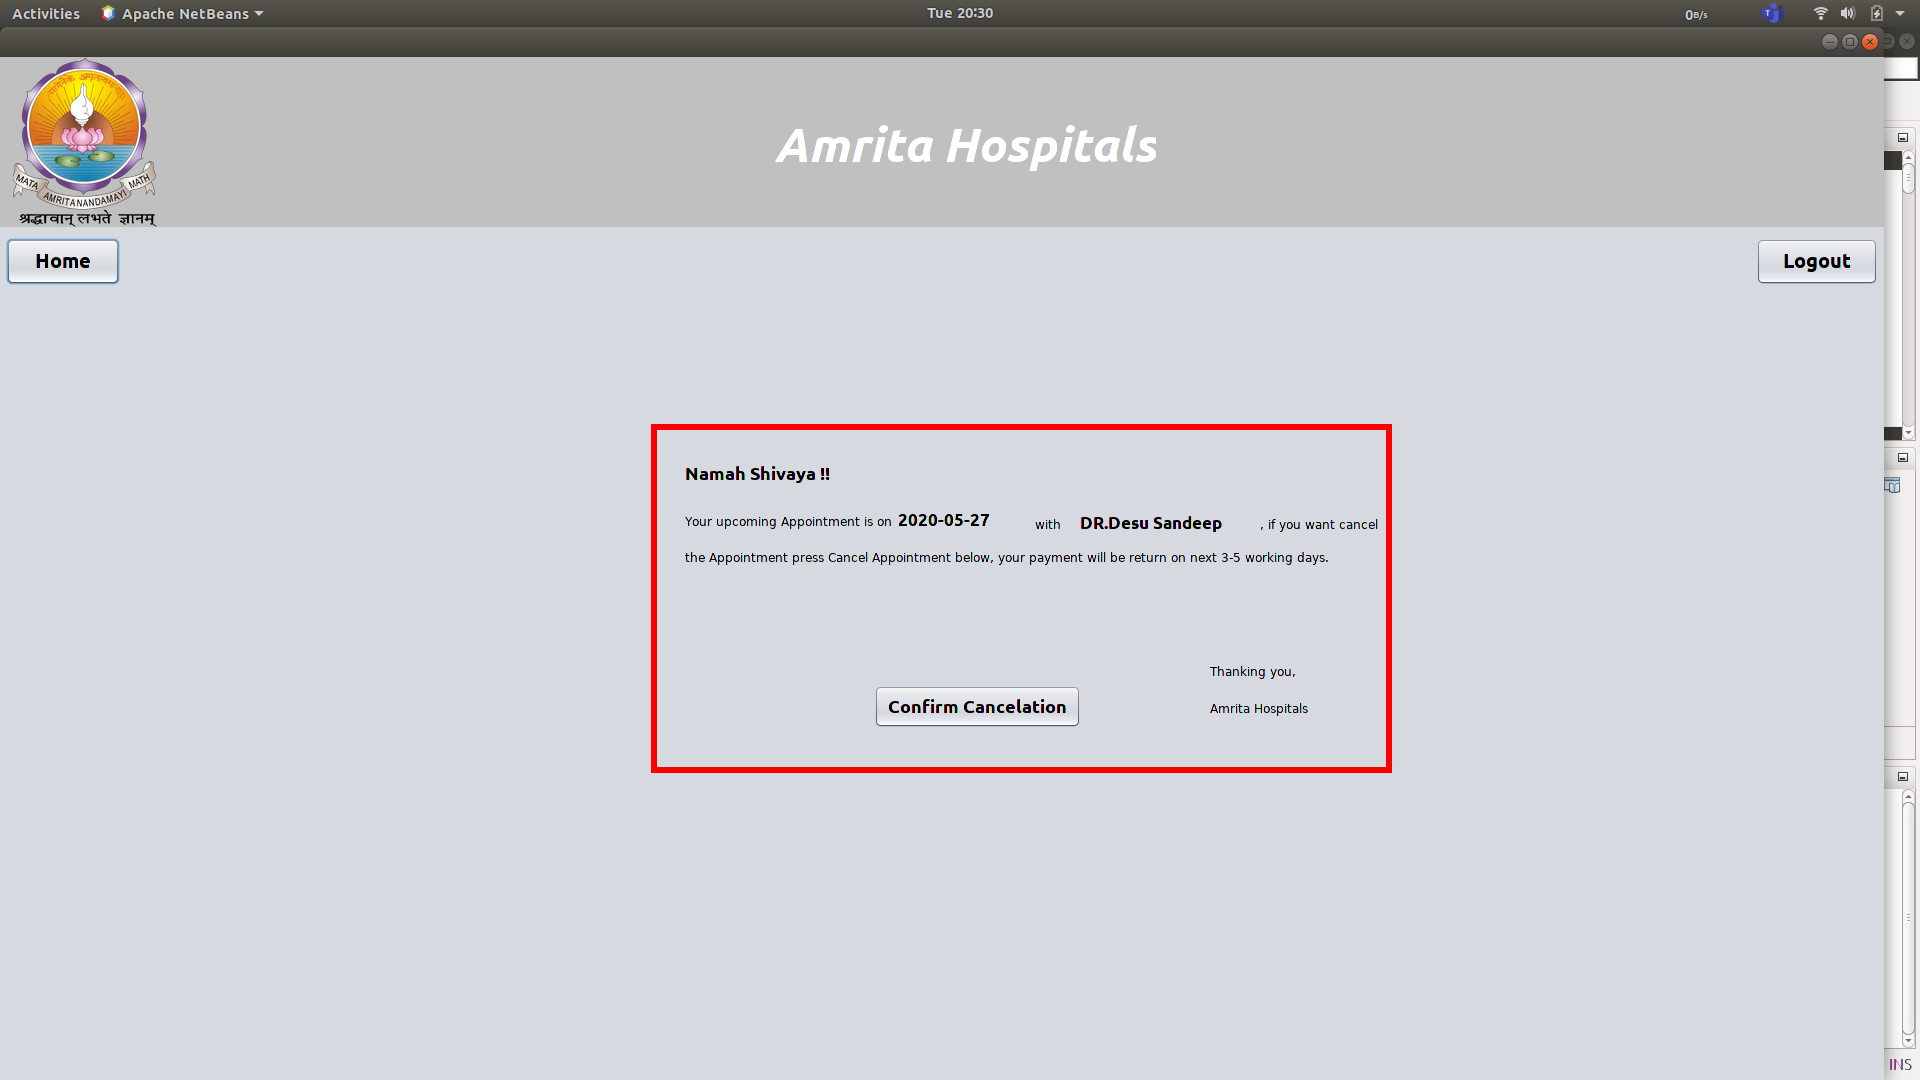 Activities Apache NetBeans Tue 20:30 0B/s
Amrita Hospitals
MATA AMRITANANDAMAYI MATH
श्रद्धावान् लभते ज्ञानम्
Home Logout
Namah Shivaya !!
Your upcoming Appointment is on 2020-05-27 with DR.Desu Sandeep , if you want cancel
the Appointment press Cancel Appointment below, your payment will be return on next 3-5 working days.
Thanking you,
Confirm Cancelation Amrita Hospitals
INS